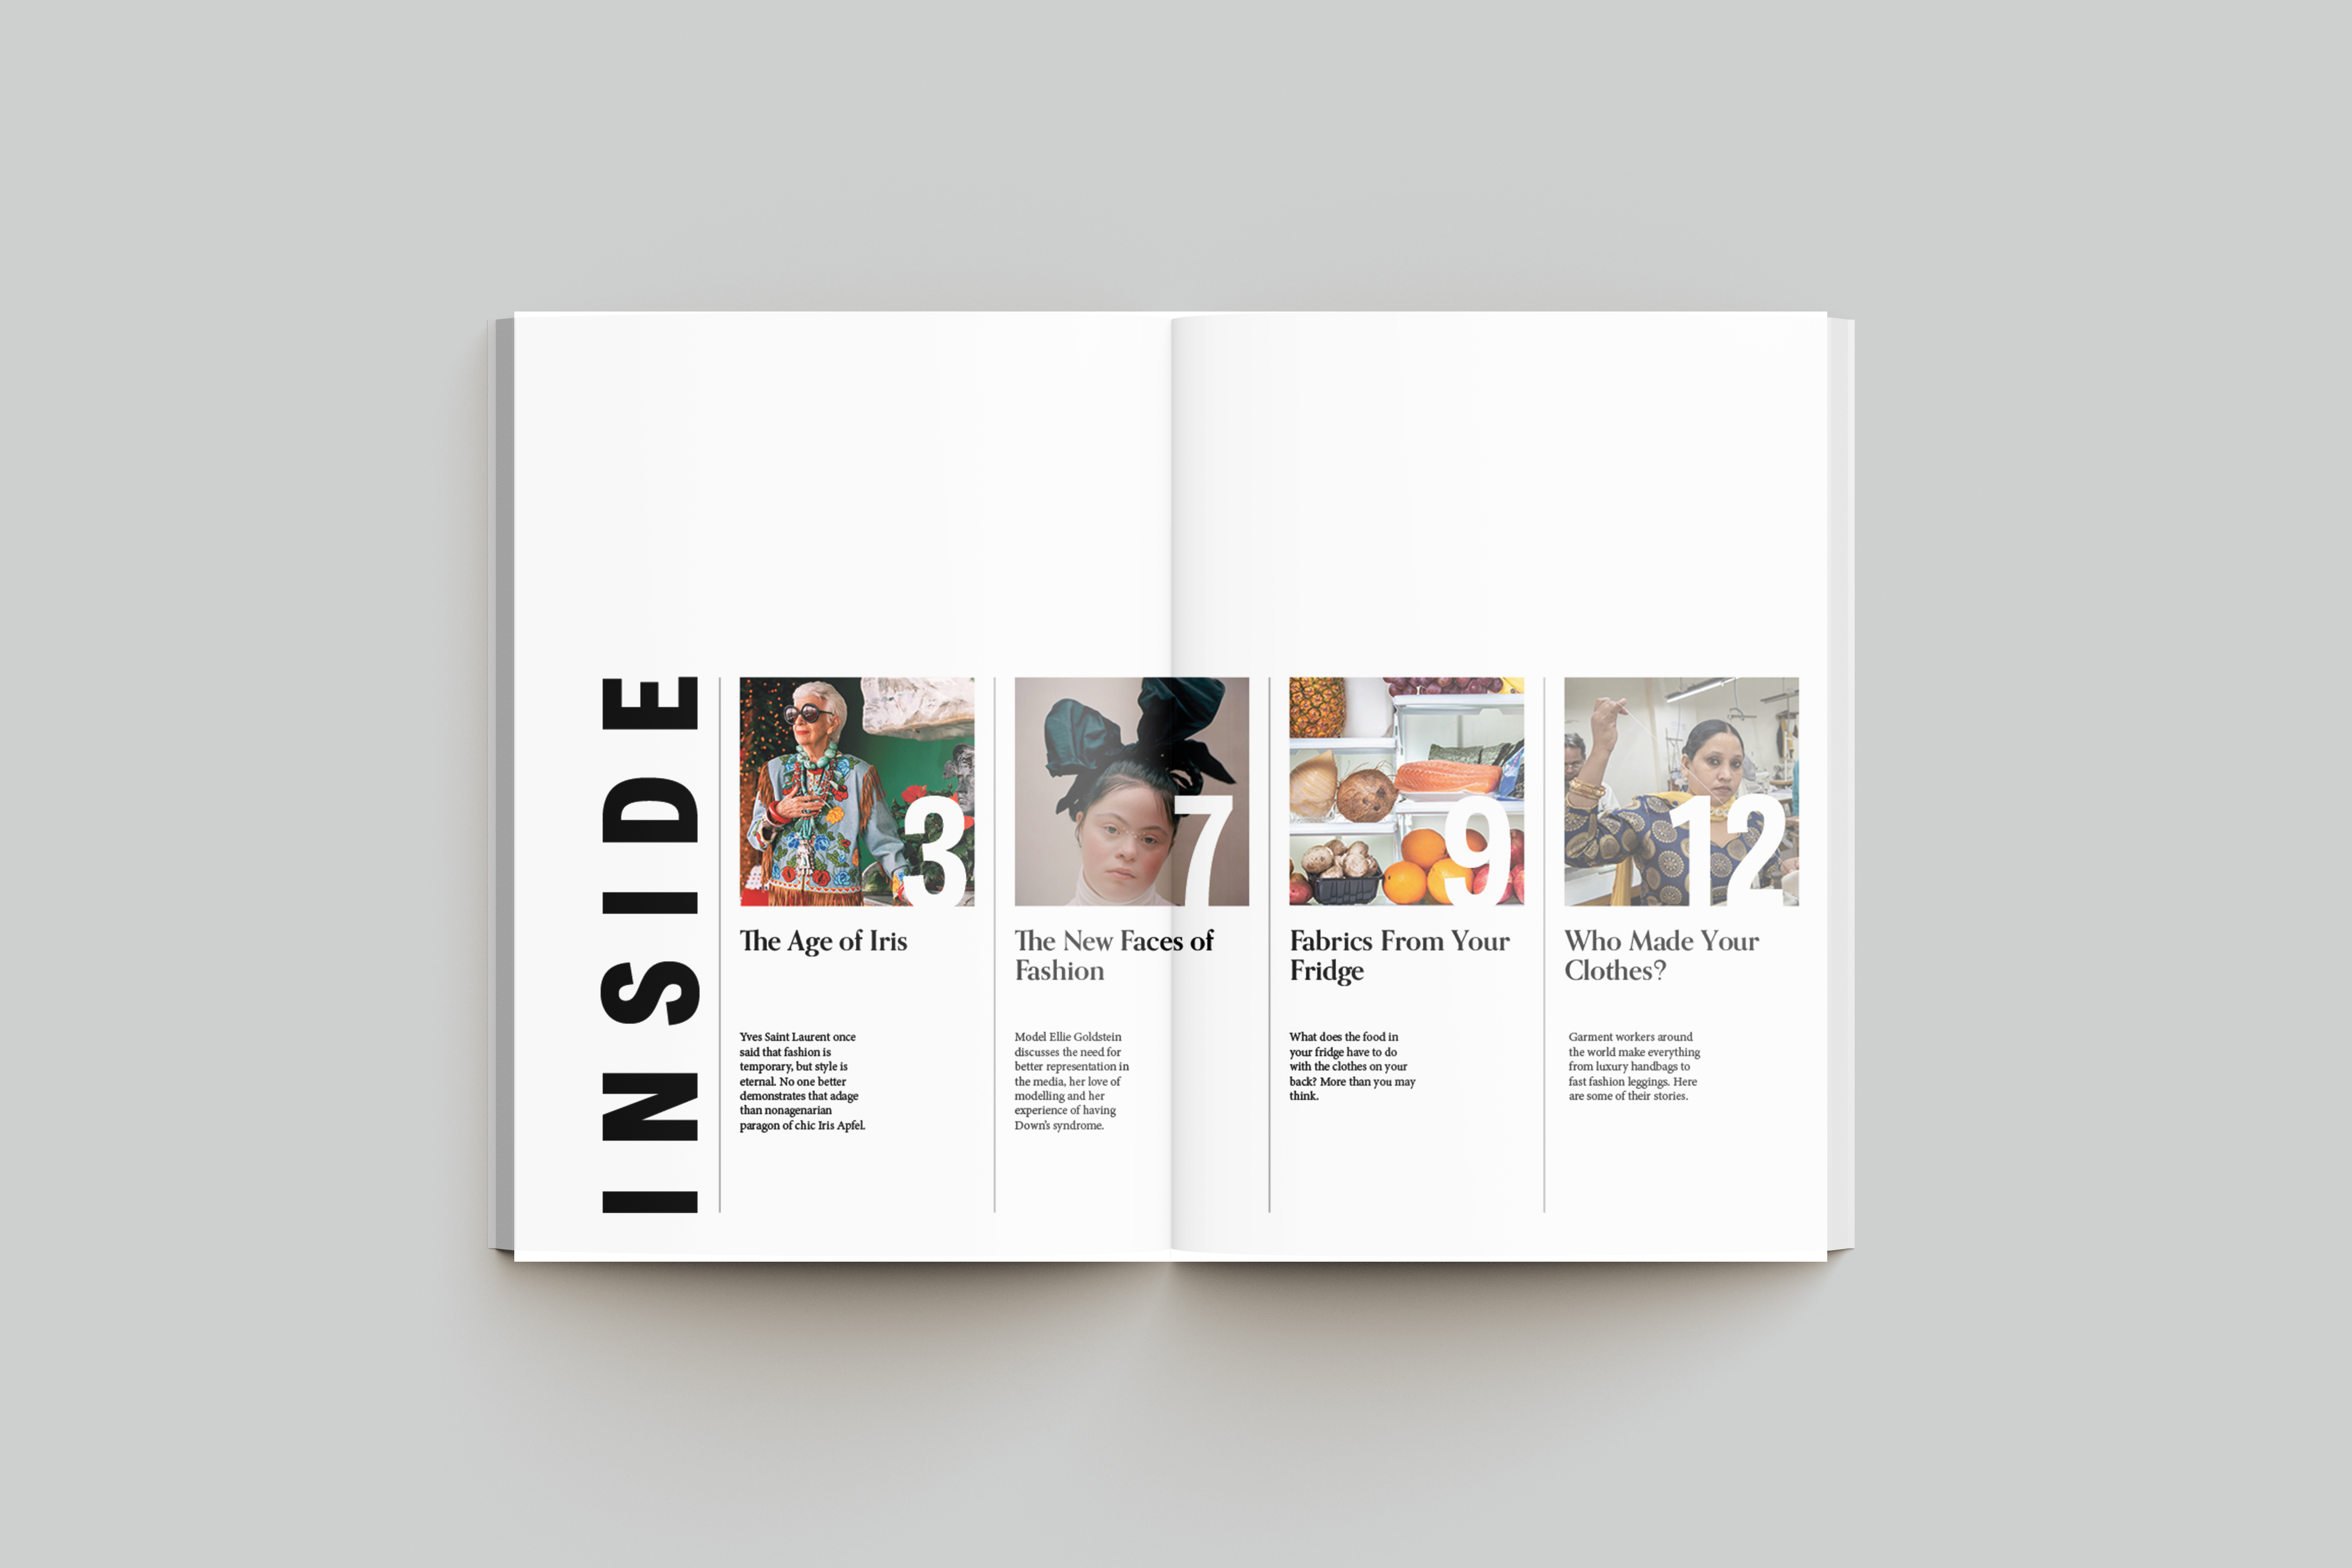 INSIDE
3
The Age of Iris
Yves Saint Laurent once
said that fashion is
temporary, but style is
eternal. No one better
demonstrates that adage
than nonagenarian
paragon of chic Iris Apfel.
7
The New Faces of
Fashion
Model Ellie Goldstein
discusses the need for
better representation in
the media, her love of
modelling and her
experience of having
Down's syndrome.
9
Fabrics From Your
Fridge
What does the food in
your fridge have to do
with the clothes on your
back? More than you may
think.
12
Who Made Your
Clothes?
Garment workers around
the world make everything
from luxury handbags to
fast fashion leggings. Here
are some of their stories.